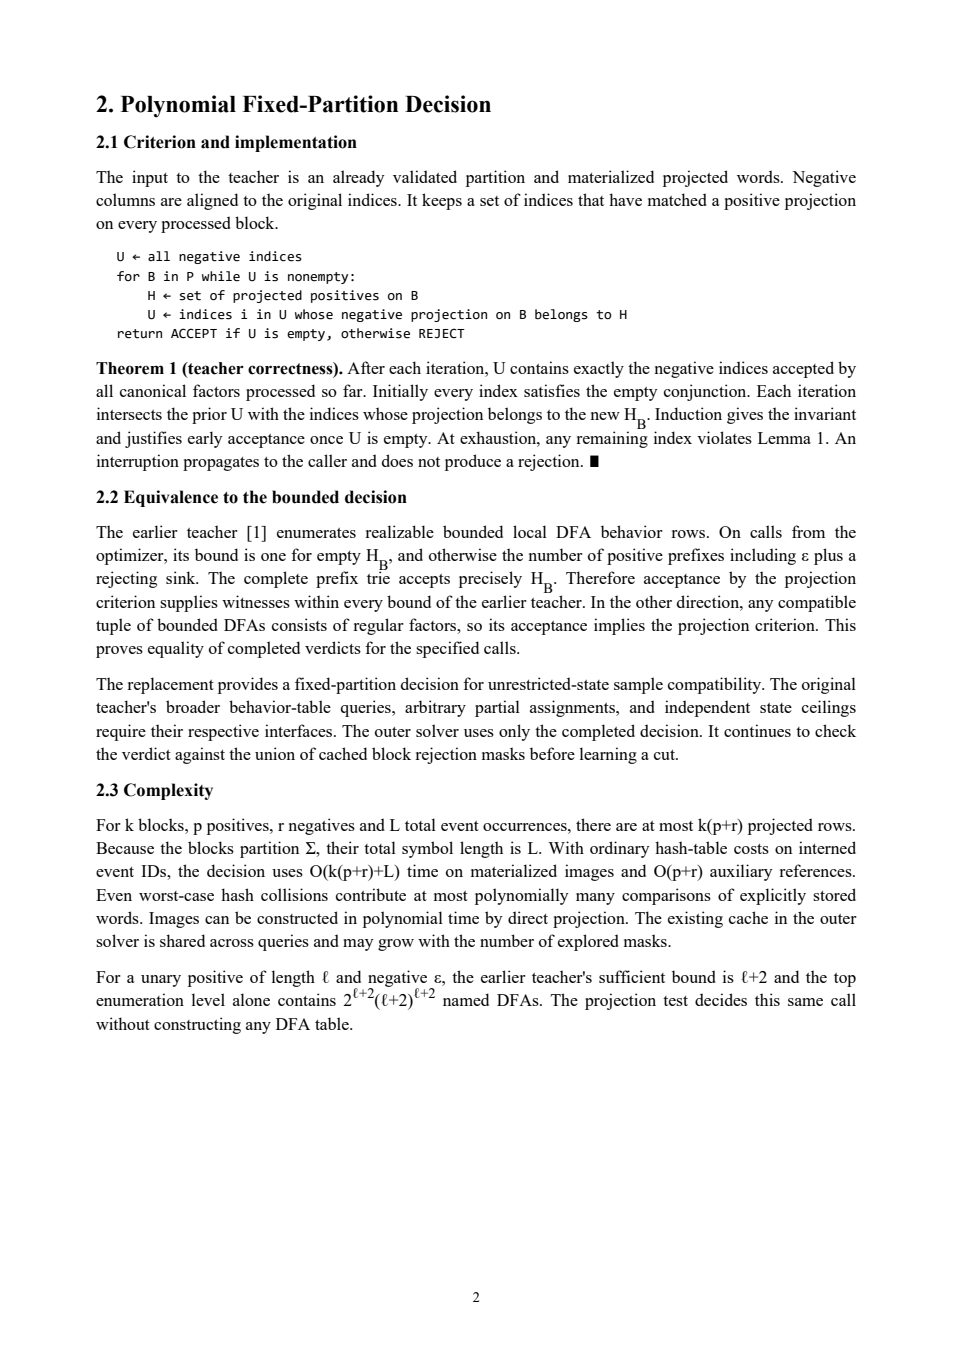 2. Polynomial Fixed-Partition Decision
2.1 Criterion and implementation
The input to the teacher is an already validated partition and materialized projected words. Negative
columns are aligned to the original indices. It keeps a set of indices that have matched a positive projection
on every processed block.
U ← all negative indices
for B in P while U is nonempty:
H ← set of projected positives on B
U ← indices i in U whose negative projection on B belongs to H
return ACCEPT if U is empty, otherwise REJECT
Theorem 1 (teacher correctness). After each iteration, U contains exactly the negative indices accepted by
all canonical factors processed so far. Initially every index satisfies the empty conjunction. Each iteration
intersects the prior U with the indices whose projection belongs to the new H_B. Induction gives the invariant
and justifies early acceptance once U is empty. At exhaustion, any remaining index violates Lemma 1. An
interruption propagates to the caller and does not produce a rejection. ∎
2.2 Equivalence to the bounded decision
The earlier teacher [1] enumerates realizable bounded local DFA behavior rows. On calls from the
optimizer, its bound is one for empty H_B, and otherwise the number of positive prefixes including ε plus a
rejecting sink. The complete prefix trie accepts precisely H_B. Therefore acceptance by the projection
criterion supplies witnesses within every bound of the earlier teacher. In the other direction, any compatible
tuple of bounded DFAs consists of regular factors, so its acceptance implies the projection criterion. This
proves equality of completed verdicts for the specified calls.
The replacement provides a fixed-partition decision for unrestricted-state sample compatibility. The original
teacher's broader behavior-table queries, arbitrary partial assignments, and independent state ceilings
require their respective interfaces. The outer solver uses only the completed decision. It continues to check
the verdict against the union of cached block rejection masks before learning a cut.
2.3 Complexity
For k blocks, p positives, r negatives and L total event occurrences, there are at most k(p+r) projected rows.
Because the blocks partition Σ, their total symbol length is L. With ordinary hash-table costs on interned
event IDs, the decision uses O(k(p+r)+L) time on materialized images and O(p+r) auxiliary references.
Even worst-case hash collisions contribute at most polynomially many comparisons of explicitly stored
words. Images can be constructed in polynomial time by direct projection. The existing cache in the outer
solver is shared across queries and may grow with the number of explored masks.
For a unary positive of length ℓ and negative ε, the earlier teacher's sufficient bound is ℓ+2 and the top
enumeration level alone contains 2^{ℓ+2}(ℓ+2)^{ℓ+2} named DFAs. The projection test decides this same call
without constructing any DFA table.
2